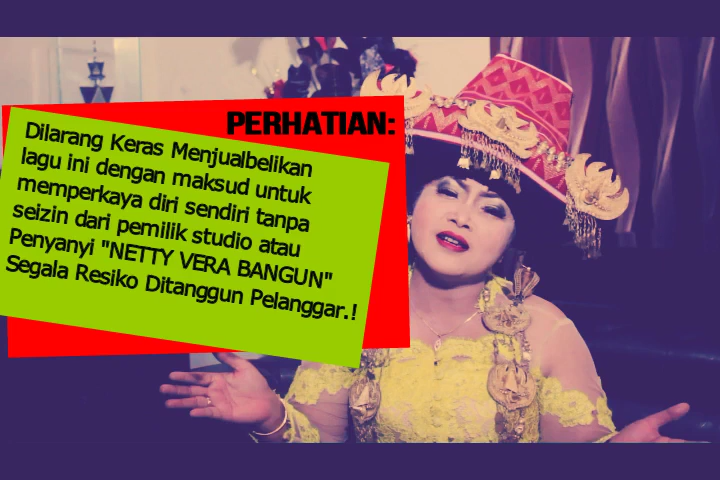 PERHATIAN:
Dilarang Keras Menjualbelikan
lagu ini dengan maksud untuk
memperkaya diri sendiri tanpa
seizin dari pemilik studio atau
Penyanyi "NETTY VERA BANGUN"
Segala Resiko Ditanggun Pelanggar.!